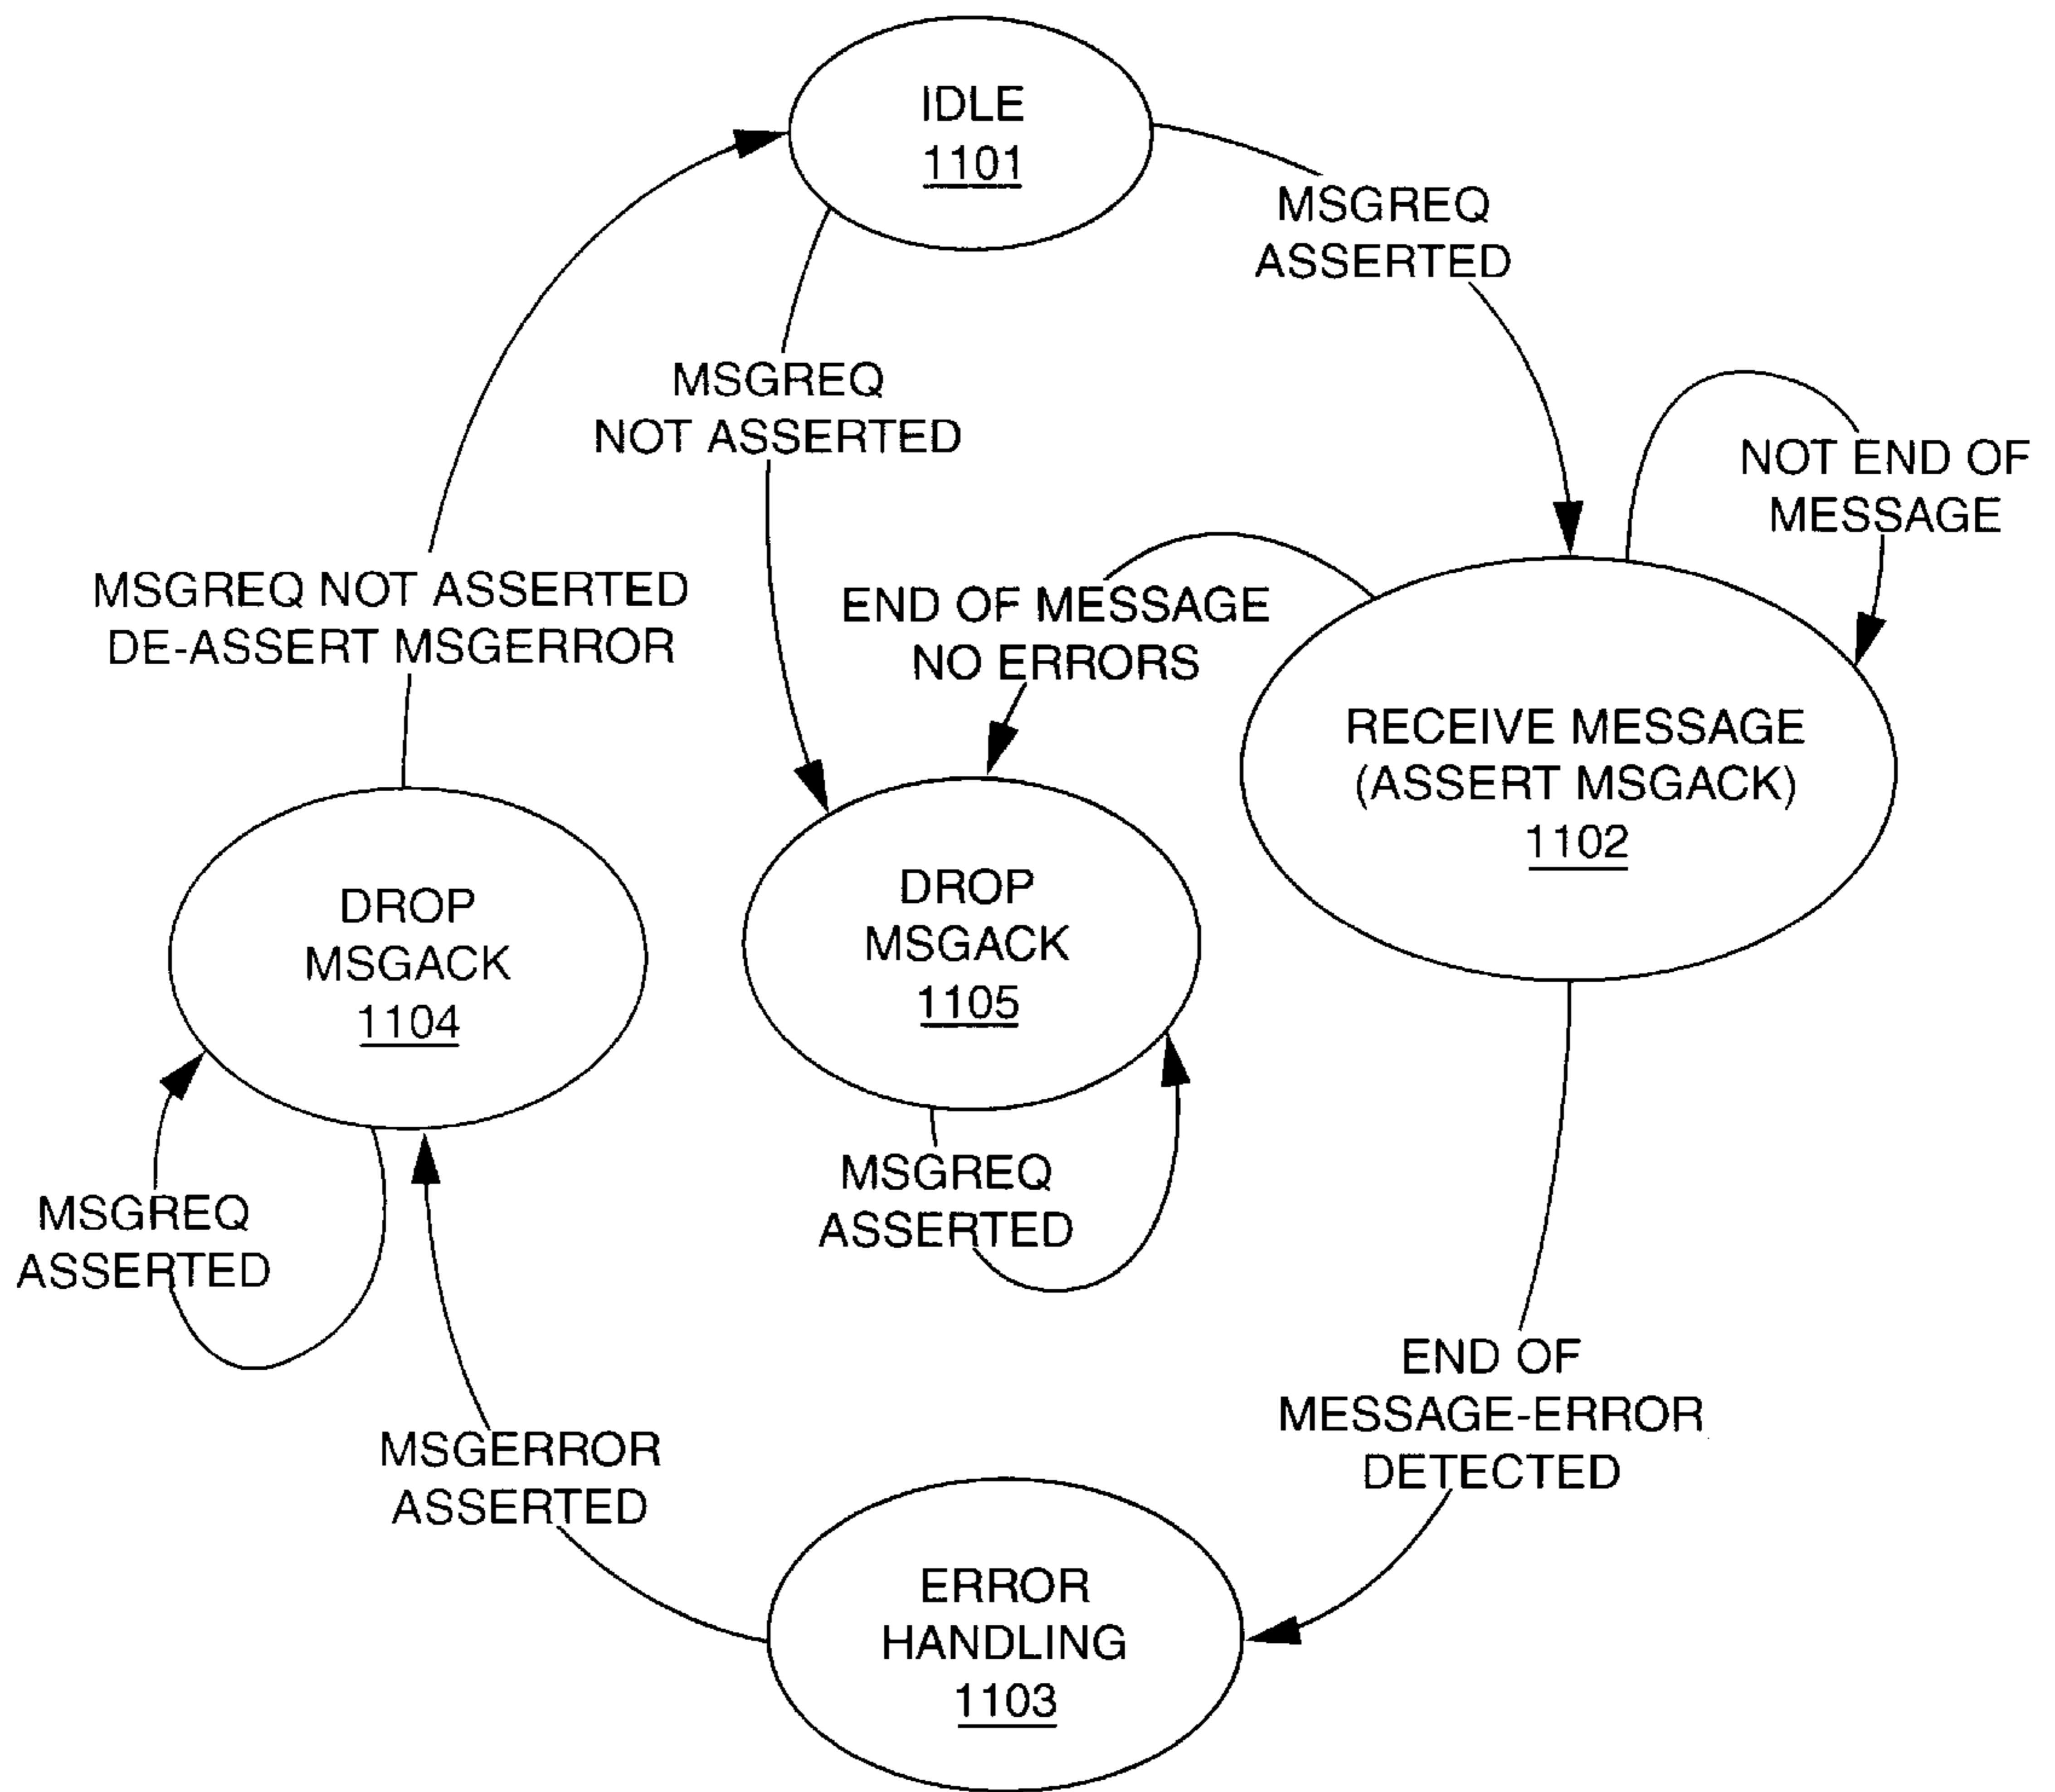 IDLE
1101
MSGREQ
ASSERTED
MSGREQ
NOT ASSERTED
NOT END OF
MESSAGE
MSGREQ NOT ASSERTED
DE-ASSERT MSGERROR
END OF MESSAGE
NO ERRORS
RECEIVE MESSAGE
(ASSERT MSGACK)
1102
DROP
MSGACK
1104
DROP
MSGACK
1105
MSGREQ
ASSERTED
MSGREQ
ASSERTED
END OF
MESSAGE-ERROR
DETECTED
MSGERROR
ASSERTED
ERROR
HANDLING
1103